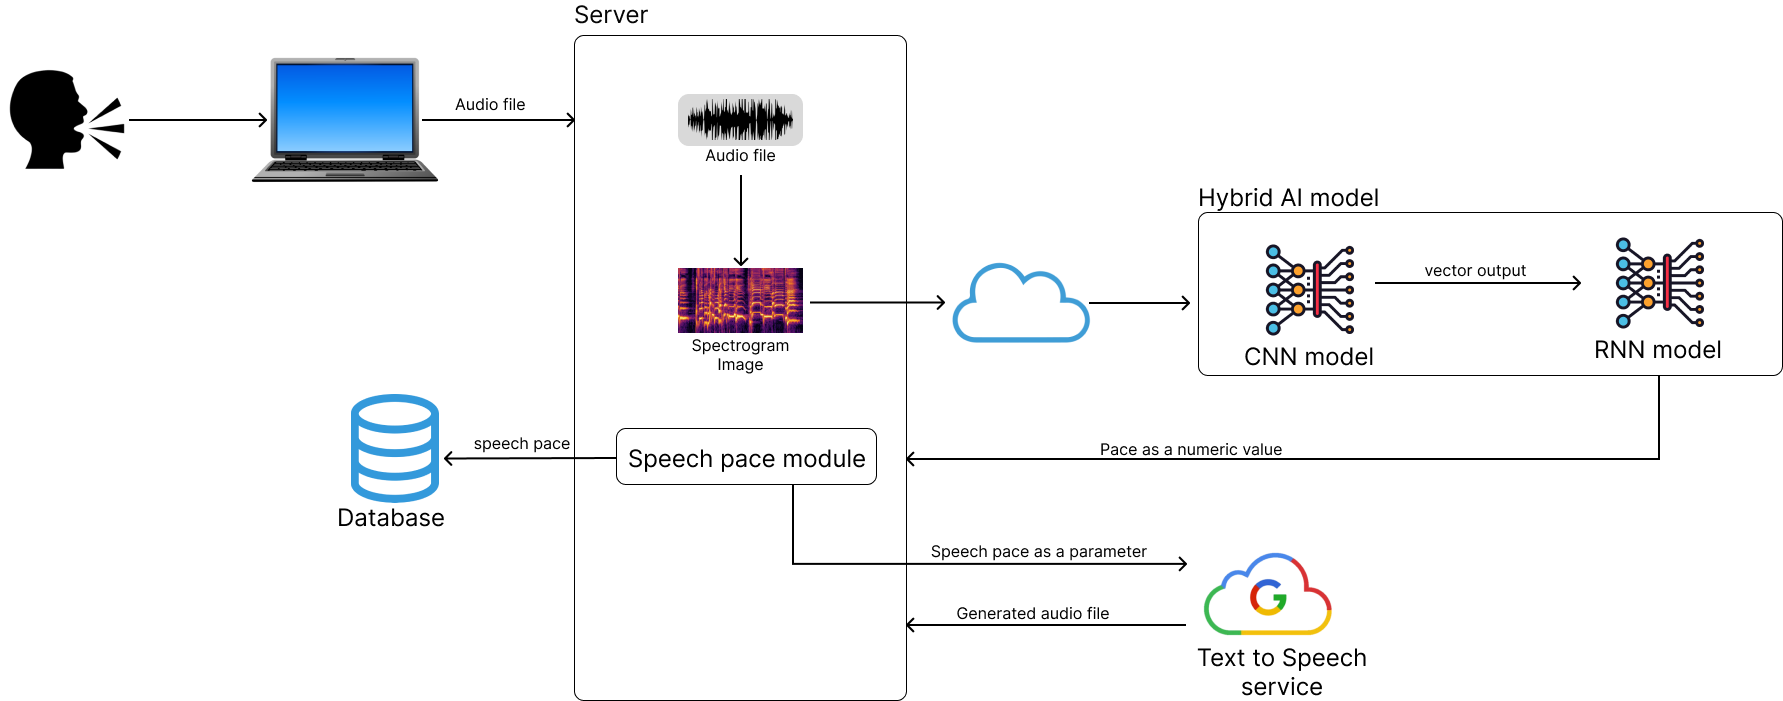 Server
Audio file
Audio file
Hybrid AI model
vector output
Spectrogram
Image
CNN model
RNN model
speech pace
Speech pace module
Pace as a numeric value
Database
Speech pace as a parameter
Generated audio file
G
Text to Speech
service